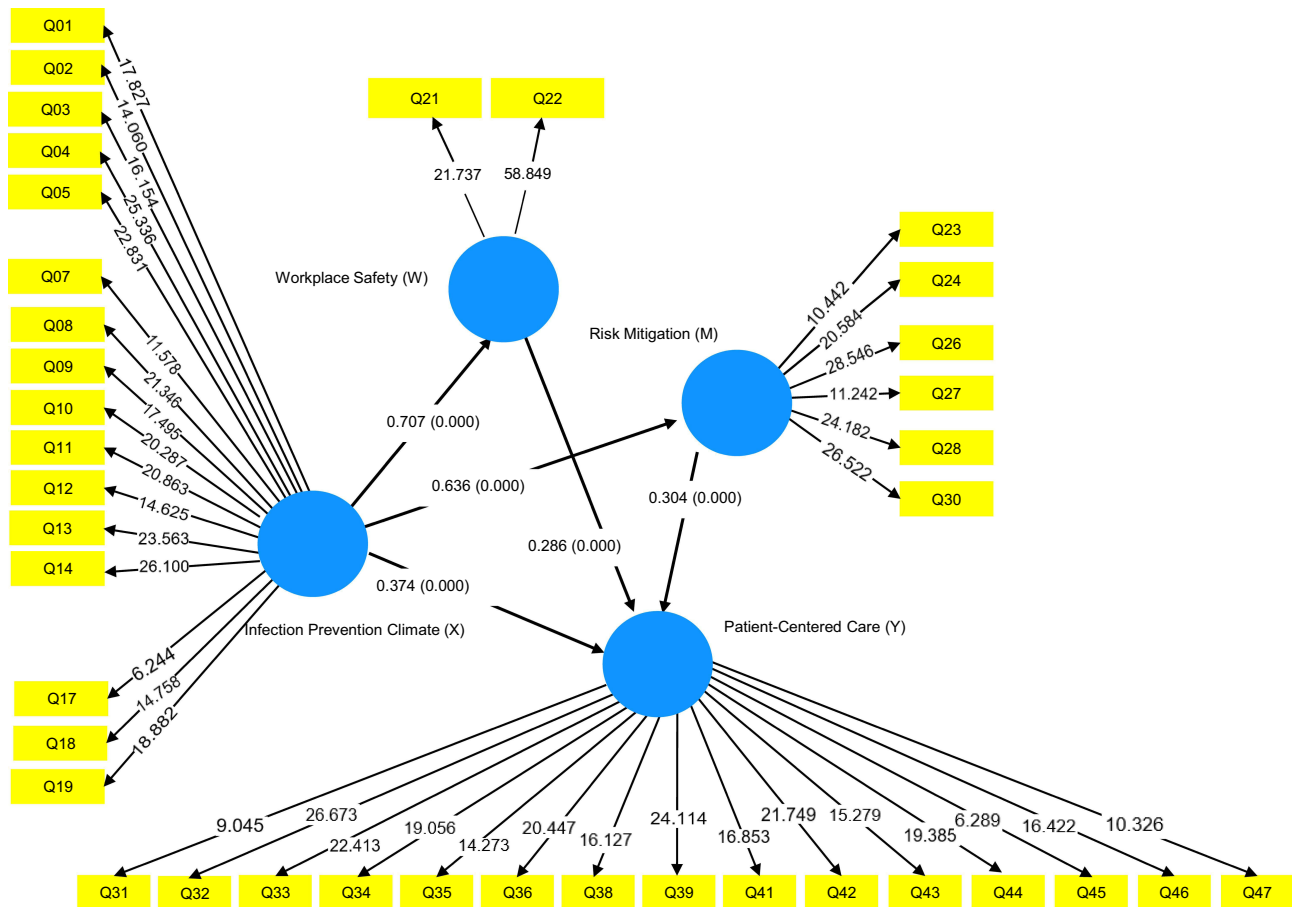 Q01
Q02
Q03
Q04
Q05
Q07
Q08
Q09
Q10
Q11
Q12
Q13
Q14
Q17
Q18
Q19
17.827
14.060
16.154
25.336
22.831
11.578
21.346
17.495
20.287
20.863
14.625
23.563
26.100
6.244
14.758
18.882
Infection Prevention Climate (X)
Q21
Q22
21.737
58.849
Workplace Safety (W)
0.707 (0.000)
0.636 (0.000)
0.374 (0.000)
0.286 (0.000)
0.304 (0.000)
Risk Mitigation (M)
10.442
20.584
28.546
11.242
24.182
26.522
Q23
Q24
Q26
Q27
Q28
Q30
Patient-Centered Care (Y)
9.045
26.673
22.413
19.056
14.273
20.447
16.127
24.114
16.853
21.749
15.279
19.385
6.289
16.422
10.326
Q31
Q32
Q33
Q34
Q35
Q36
Q38
Q39
Q41
Q42
Q43
Q44
Q45
Q46
Q47